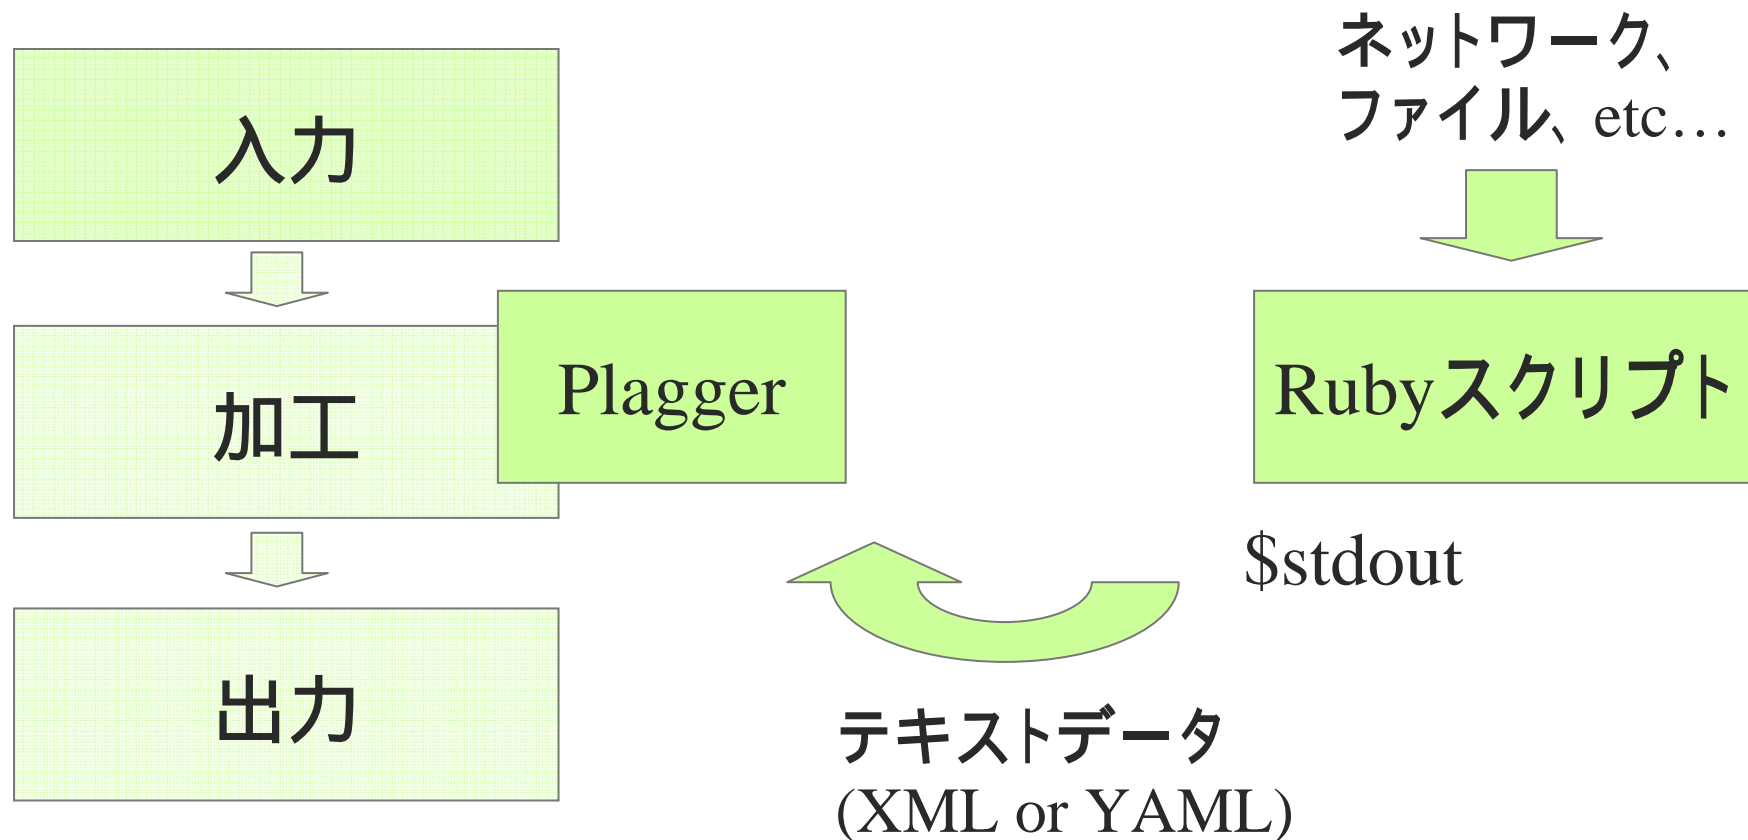 入力
加工
出力
Plagger
ネットワーク、
ファイル、etc…
Rubyスクリプト
$stdout
テキストデータ
(XML or YAML)